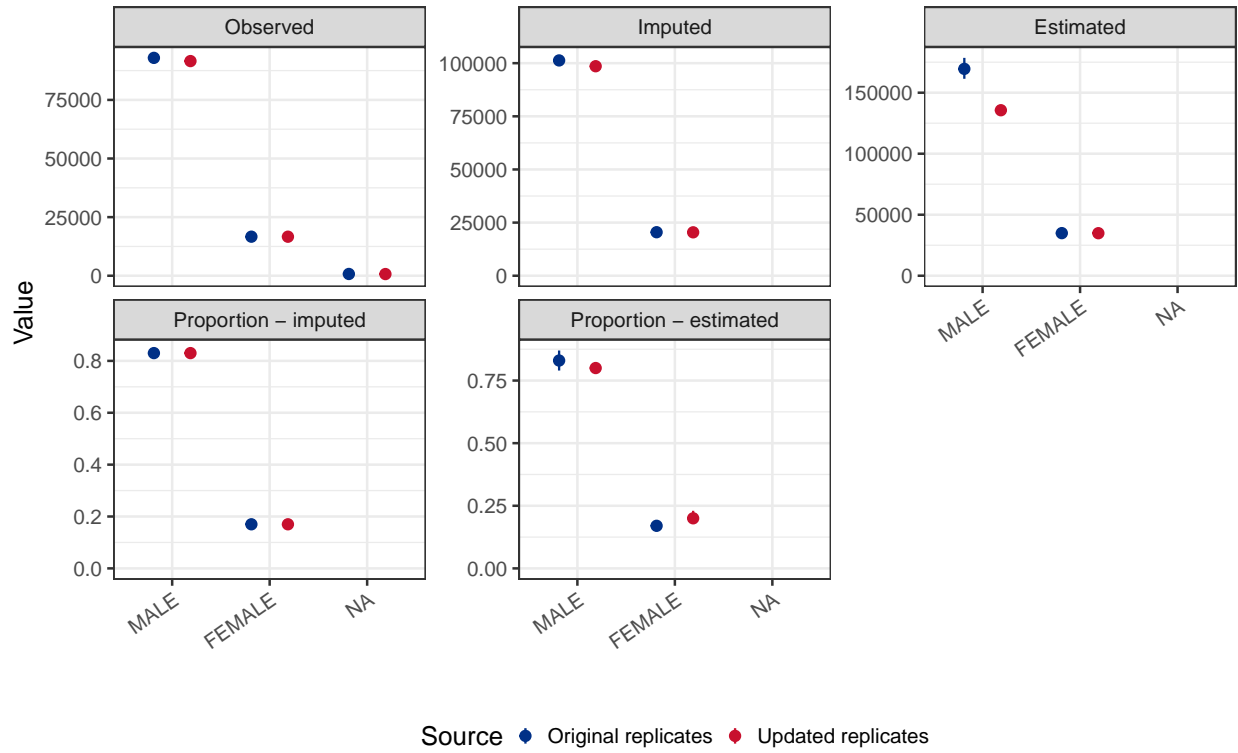 Observed
Imputed
Estimated
75000
50000
25000
0
100000
75000
50000
25000
0
150000
100000
50000
0
MALE
FEMALE
NA
Value
Proportion − imputed
Proportion − estimated
0.8
0.6
0.4
0.2
0.0
0.75
0.50
0.25
0.00
MALE
FEMALE
NA
MALE
FEMALE
NA
Source Original replicates Updated replicates